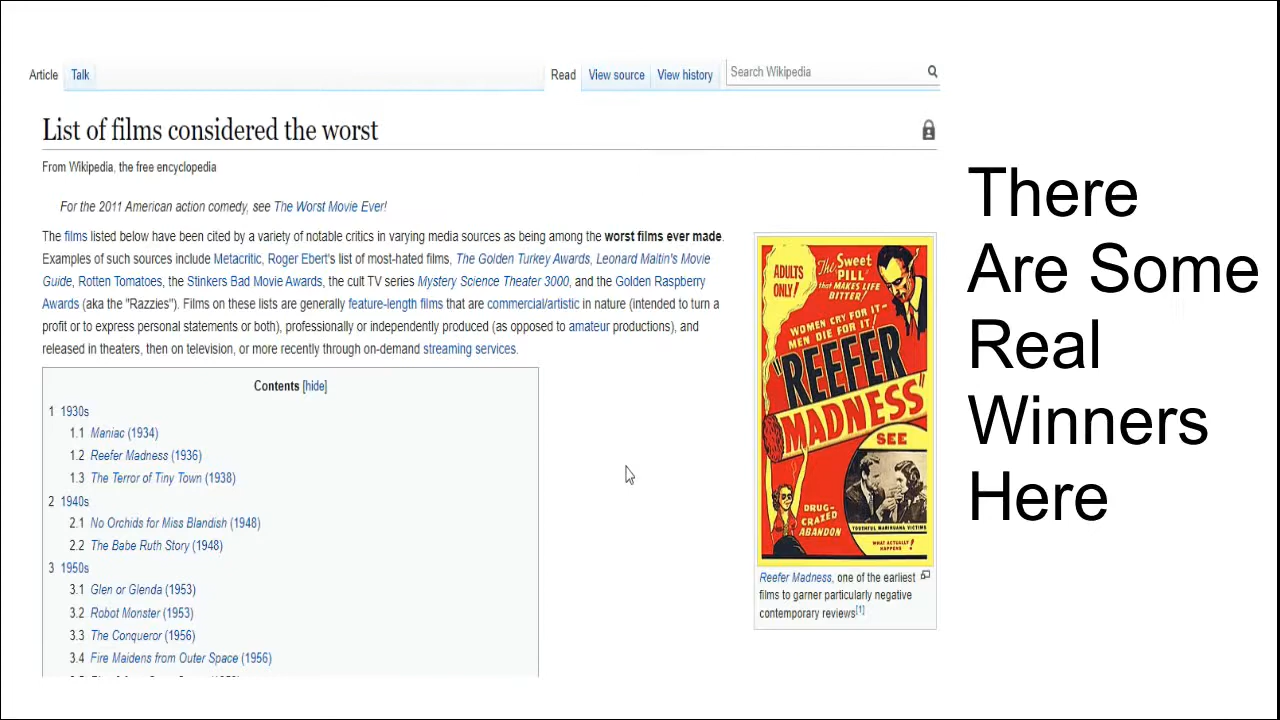 Article Talk Read View source View history Search Wikipedia
List of films considered the worst
From Wikipedia, the free encyclopedia
For the 2011 American action comedy, see The Worst Movie Ever!
The films listed below have been cited by a variety of notable critics in varying media sources as being among the worst films ever made.
Examples of such sources include Metacritic, Roger Ebert's list of most-hated films, The Golden Turkey Awards, Leonard Maltin's Movie
Guide, Rotten Tomatoes, the Stinkers Bad Movie Awards, the cult TV series Mystery Science Theater 3000, and the Golden Raspberry
Awards (aka the "Razzies"). Films on these lists are generally feature-length films that are commercial/artistic in nature (intended to turn a
profit or to express personal statements or both), professionally or independently produced (as opposed to amateur productions), and
released in theaters, then on television, or more recently through on-demand streaming services.
Contents [hide]
1 1930s
1.1 Maniac (1934)
1.2 Reefer Madness (1936)
1.3 The Terror of Tiny Town (1938)
2 1940s
2.1 No Orchids for Miss Blandish (1948)
2.2 The Babe Ruth Story (1948)
3 1950s
3.1 Glen or Glenda (1953)
3.2 Robot Monster (1953)
3.3 The Conqueror (1956)
3.4 Fire Maidens from Outer Space (1956)
ADULTS
ONLY!
The Sweet
"PILL"
that MAKES LIFE
BITTER!
WOMEN CRY FOR IT–
MEN DIE FOR IT!
"REEFER
MADNESS"
SEE
DRUG-
CRAZED
ABANDON
YOUTHFUL MARIHUANA VICTIMS
WHAT ACTUALLY
HAPPENS!
Reefer Madness, one of the earliest
films to garner particularly negative
contemporary reviews[1]
There
Are Some
Real
Winners
Here